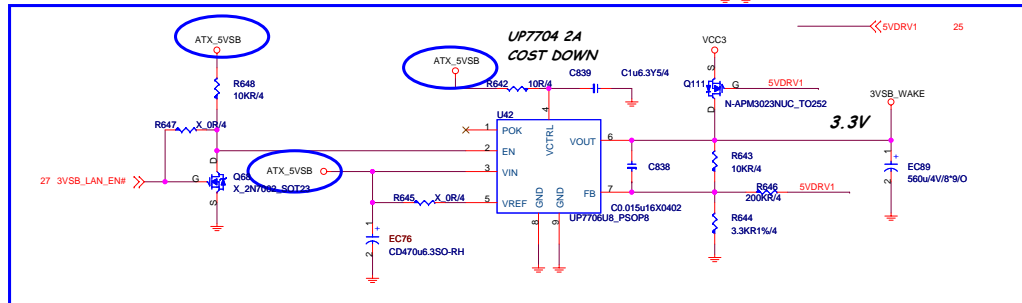 5VDRV1 25
ATX_5VSB
UP7704 2A
COST DOWN
VCC3
ATX_5VSB
R648
10KR/4
R642 10R/4
C839 C1u6.3Y5/4
Q111
S
G
D
5VDRV1
N-APM3023NUC_TO252
3VSB_WAKE
3.3V
R647 X_0R/4
U42
4
1 POK
VCTRL
VOUT 6
2 EN
3 VIN
5 VREF
GND
GND
FB 7
8
9
UP7706U8_PSOP8
C838
C0.015u16X0402
D
27 3VSB_LAN_EN#
G
S
X_2N7002_SOT23
ATX_5VSB
R645 X_0R/4
1
+
EC76
2
CD470u6.3SO-RH
R643
10KR/4
R646 5VDRV1
200KR/4
R644
3.3KR1%/4
1
+
EC89
560u/4V/8*9/O
2